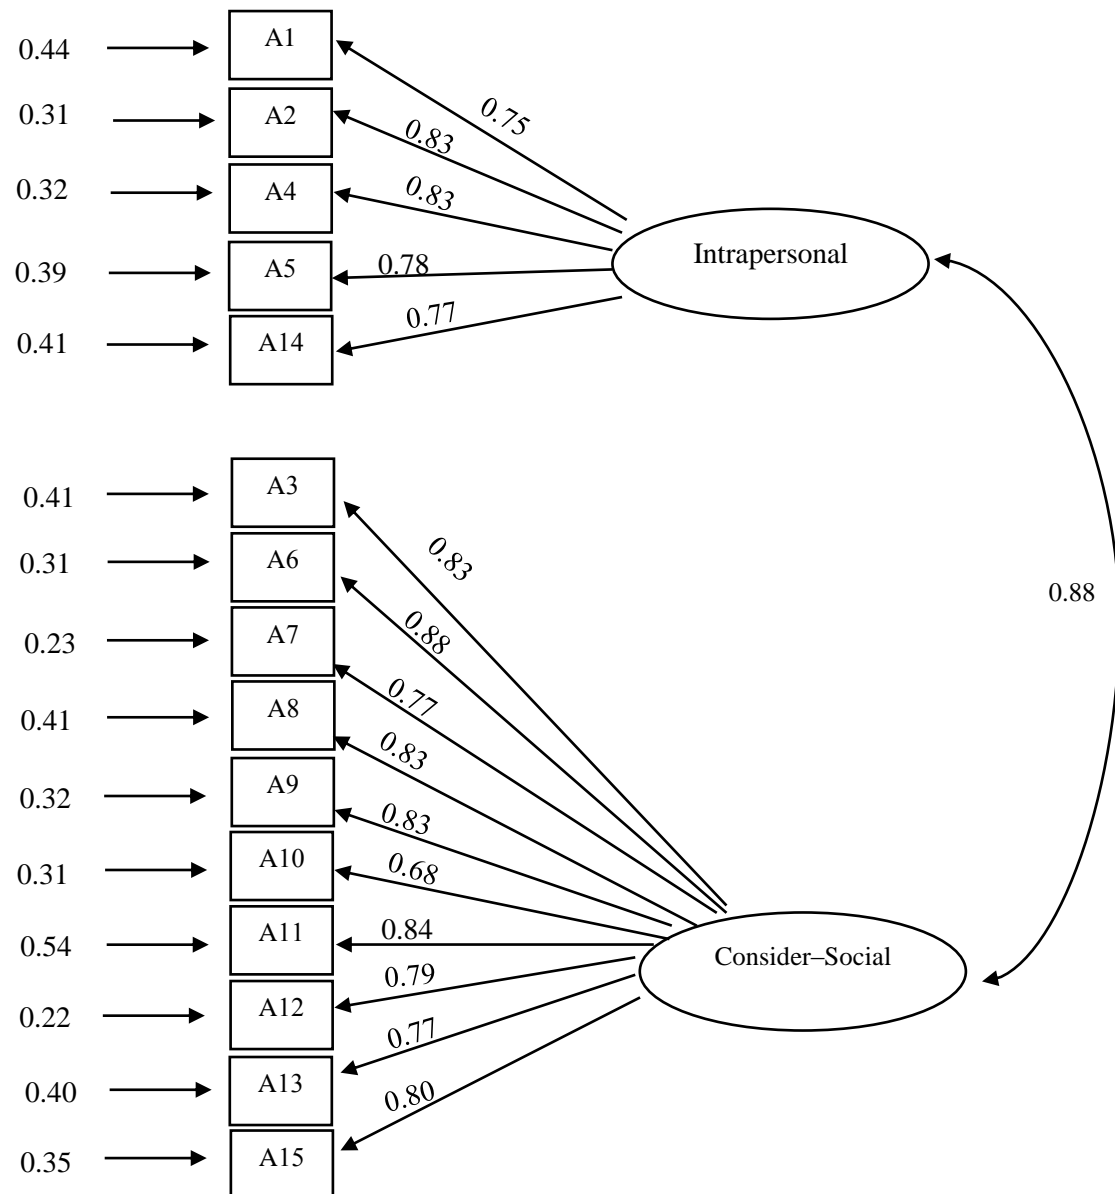 0.44 A1
0.75
0.31 A2
0.83
0.32 A4
0.83
0.39 A5
0.78
0.41 A14
0.77
Intrapersonal
0.88
0.41 A3
0.83
0.31 A6
0.88
0.23 A7
0.77
0.41 A8
0.83
0.32 A9
0.83
0.31 A10
0.68
0.54 A11
0.84
0.22 A12
0.79
0.40 A13
0.77
0.35 A15
0.80
Consider–Social